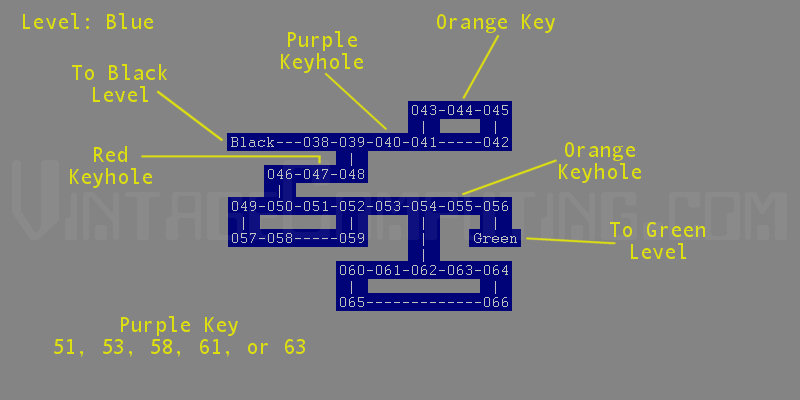 Level: Blue
Orange Key
Purple
Keyhole
To Black
Level
043-044-045
| |
Black---038-039-040-041-----042
|
Red
Keyhole
Orange
Keyhole
046-047-048
|
049-050-051-052-053-054-055-056
| | | |
057-058-----059 | Green
|
To Green
Level
060-061-062-063-064
| |
065-------------066
Purple Key
51, 53, 58, 61, or 63
VintageComputing.com